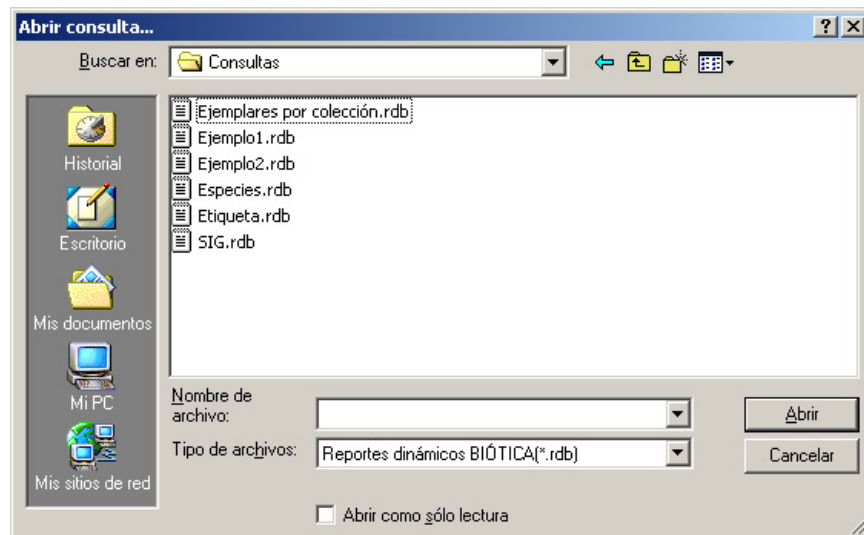 Abrir consulta...
Buscar en: Consultas
Ejemplares por colección.rdb
Ejemplo1.rdb
Ejemplo2.rdb
Especies.rdb
Etiqueta.rdb
SIG.rdb
Historial
Escritorio
Mis documentos
Mi PC
Mis sitios de red
Nombre de
archivo:
Abrir
Tipo de archivos: Reportes dinámicos BIÓTICA(*.rdb)
Cancelar
Abrir como sólo lectura